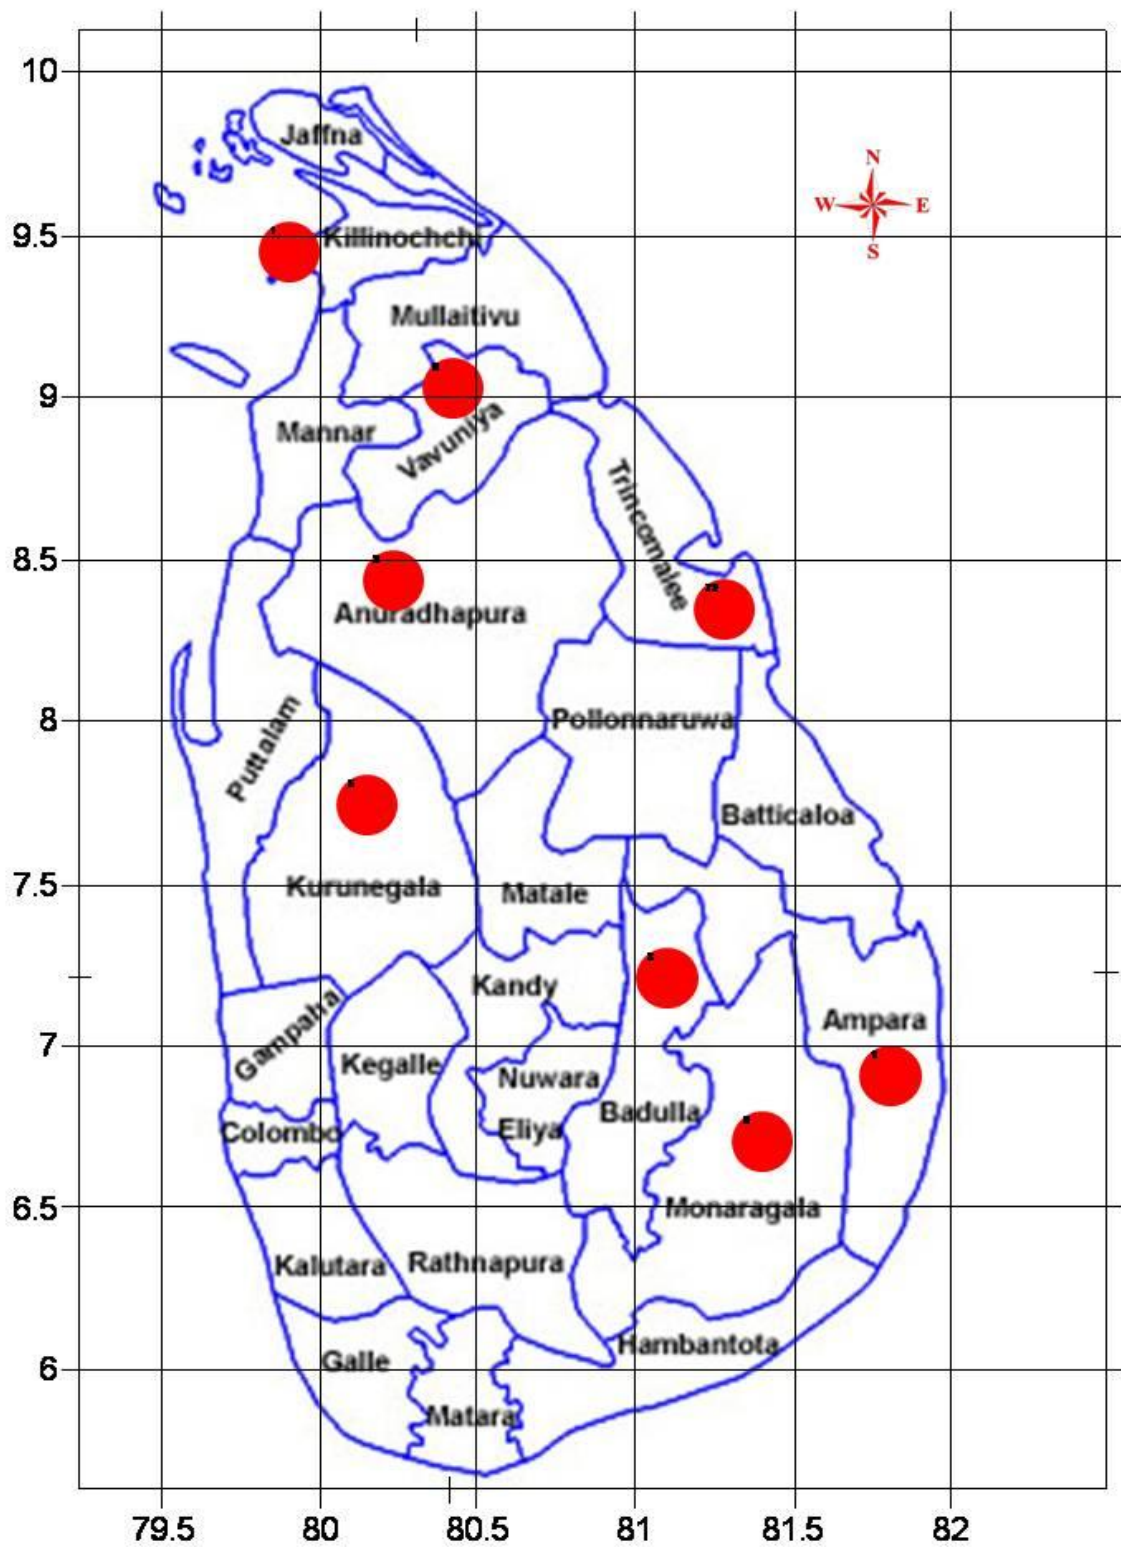 10
Jaffna
N
W E
S
9.5
Killinochchi
Mullaitivu
9
Mannar
Vavuniya
Trincomalee
8.5
Anuradhapura
8
Pollonnaruwa
Puttalam
Batticaloa
7.5
Kurunegala
Matale
Kandy
Gampaha
Ampara
7
Kegalle
Nuwara
Eliya
Badulla
Colombo
6.5
Monaragala
Kalutara
Rathnapura
Hambantota
6
Galle
Matara
79.5 80 80.5 81 81.5 82